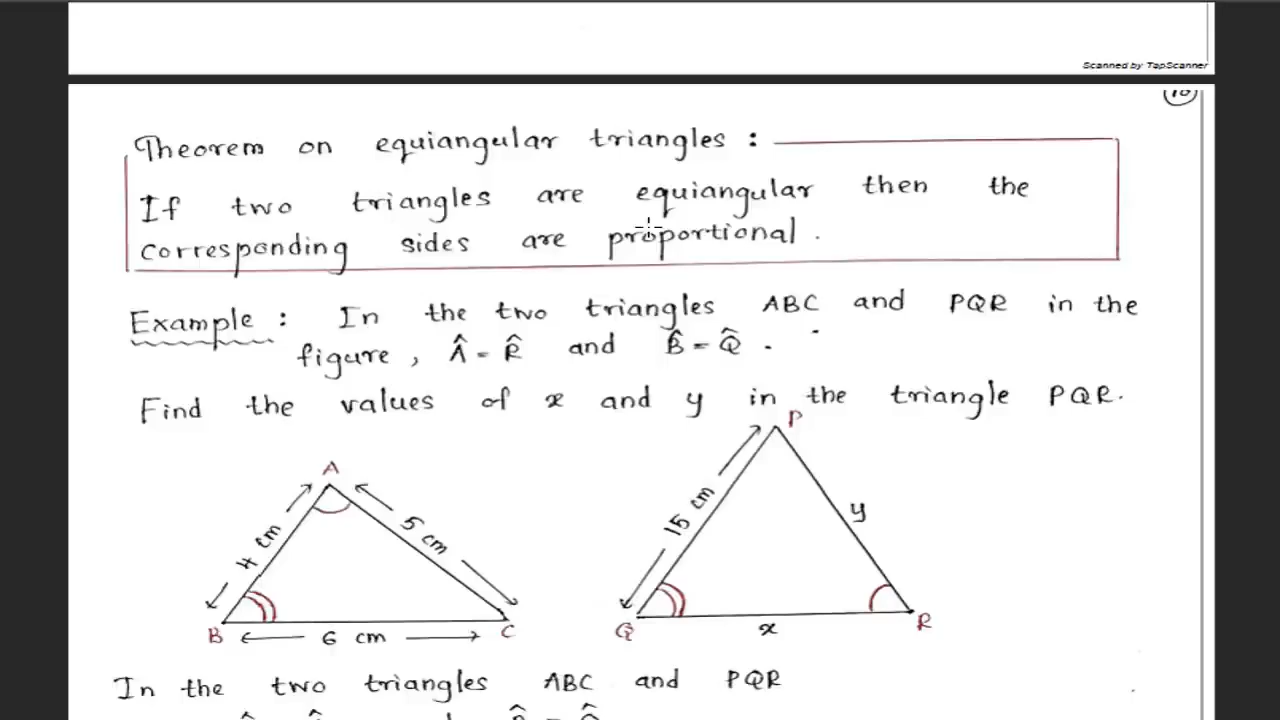 Scanned by TapScanner
10
Theorem on equiangular triangles :
If two triangles are equiangular then the
corresponding sides are proportional.
Example : In the two triangles ABC and PQR in the
figure, Â = R̂ and B̂ = Q̂ .
Find the values of x and y in the triangle PQR.
A
P
4 cm
5 cm
15 cm
y
B
6 cm
C
Q
x
R
In the two triangles ABC and PQR